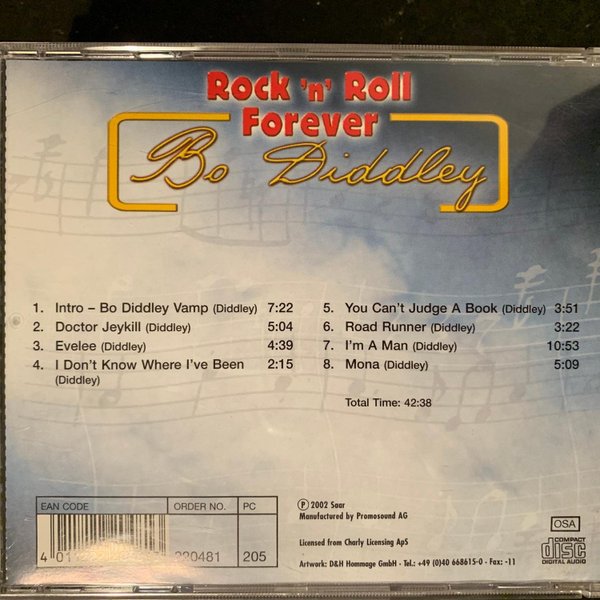 Rock 'n' Roll
Forever
Bo Diddley
1. Intro – Bo Diddley Vamp (Diddley) 7:22
2. Doctor Jeykill (Diddley) 5:04
3. Evelee (Diddley) 4:39
4. I Don't Know Where I've Been (Diddley) 2:15
5. You Can't Judge A Book (Diddley) 3:51
6. Road Runner (Diddley) 3:22
7. I'm A Man (Diddley) 10:53
8. Mona (Diddley) 5:09
Total Time: 42:38
EAN CODE
ORDER NO.
PC
205
℗ 2002 Saar
Manufactured by Promosound AG
Licensed from Charly Licensing ApS
Artwork: D&H Hommage GmbH - Tel.: +49 (0)40 668615-0 - Fax: -11
OSA
COMPACT
disc
DIGITAL AUDIO